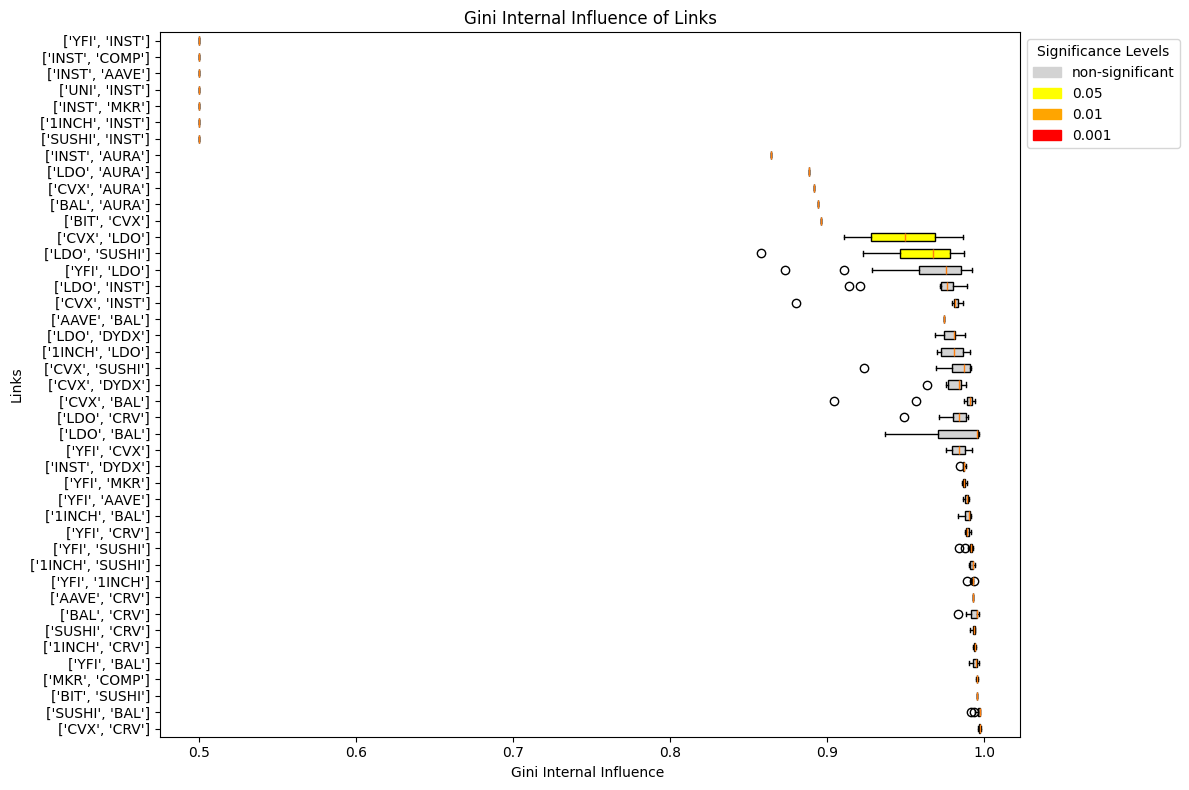 Gini Internal Influence of Links
['YFI', 'INST']
['INST', 'COMP']
['INST', 'AAVE']
['UNI', 'INST']
['INST', 'MKR']
['1INCH', 'INST']
['SUSHI', 'INST']
['INST', 'AURA']
['LDO', 'AURA']
['CVX', 'AURA']
['BAL', 'AURA']
['BIT', 'CVX']
['CVX', 'LDO']
['LDO', 'SUSHI']
['YFI', 'LDO']
['LDO', 'INST']
['CVX', 'INST']
['AAVE', 'BAL']
['LDO', 'DYDX']
['1INCH', 'LDO']
['CVX', 'SUSHI']
['CVX', 'DYDX']
['CVX', 'BAL']
['LDO', 'CRV']
['LDO', 'BAL']
['YFI', 'CVX']
['INST', 'DYDX']
['YFI', 'MKR']
['YFI', 'AAVE']
['1INCH', 'BAL']
['YFI', 'CRV']
['YFI', 'SUSHI']
['1INCH', 'SUSHI']
['YFI', '1INCH']
['AAVE', 'CRV']
['BAL', 'CRV']
['SUSHI', 'CRV']
['1INCH', 'CRV']
['YFI', 'BAL']
['MKR', 'COMP']
['BIT', 'SUSHI']
['SUSHI', 'BAL']
['CVX', 'CRV']
Links
0.5 0.6 0.7 0.8 0.9 1.0
Gini Internal Influence
Significance Levels
non-significant
0.05
0.01
0.001